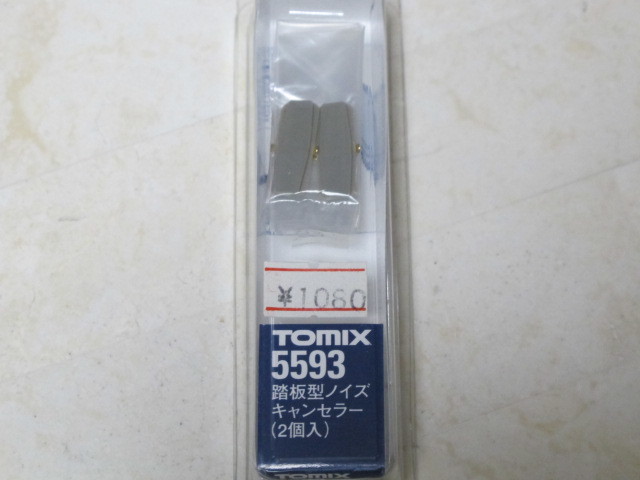 ¥1080
TOMIX
5593
踏板型ノイズ
キャンセラー
(2個入)
TOMIX